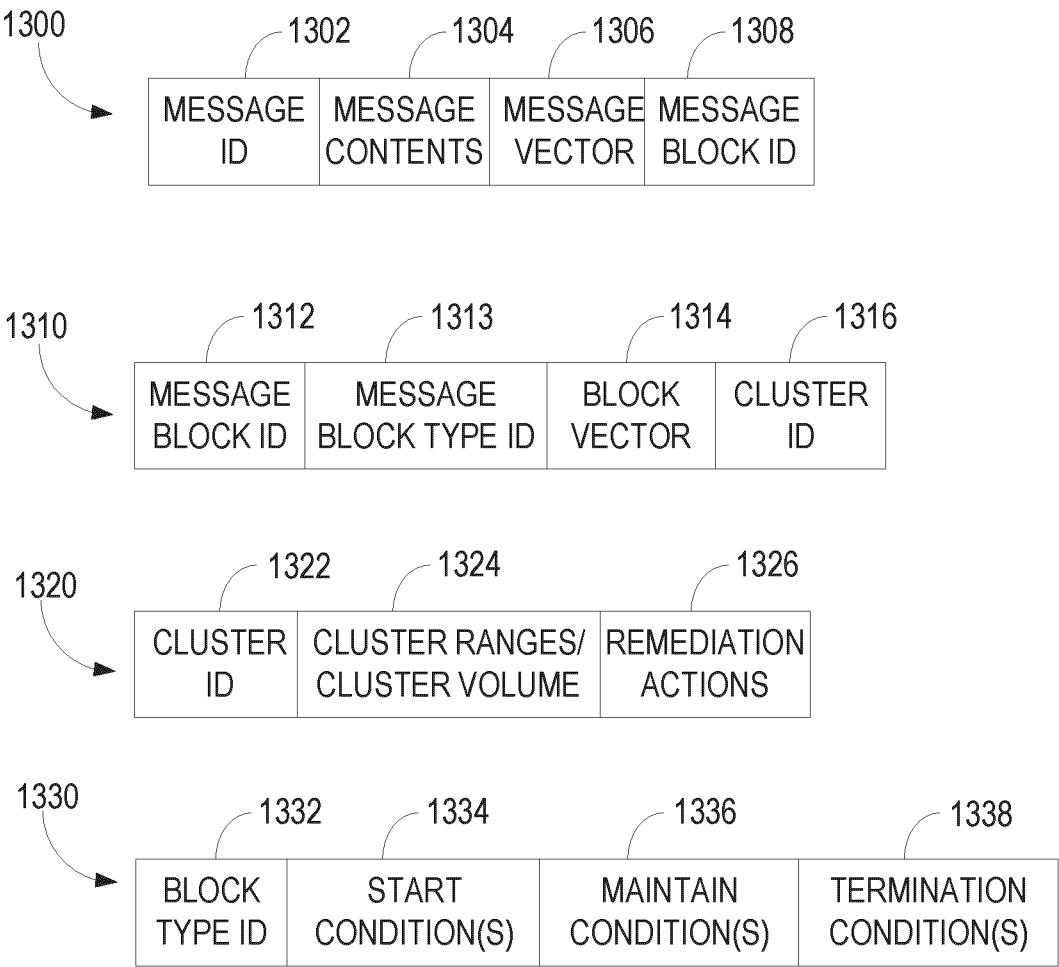 1300
1302 1304 1306 1308
MESSAGE MESSAGE MESSAGE MESSAGE
ID CONTENTS VECTOR BLOCK ID
1310
1312 1313 1314 1316
MESSAGE MESSAGE BLOCK CLUSTER
BLOCK ID BLOCK TYPE ID VECTOR ID
1320
1322 1324 1326
CLUSTER CLUSTER RANGES/ REMEDIATION
ID CLUSTER VOLUME ACTIONS
1330
1332 1334 1336 1338
BLOCK START MAINTAIN TERMINATION
TYPE ID CONDITION(S) CONDITION(S) CONDITION(S)